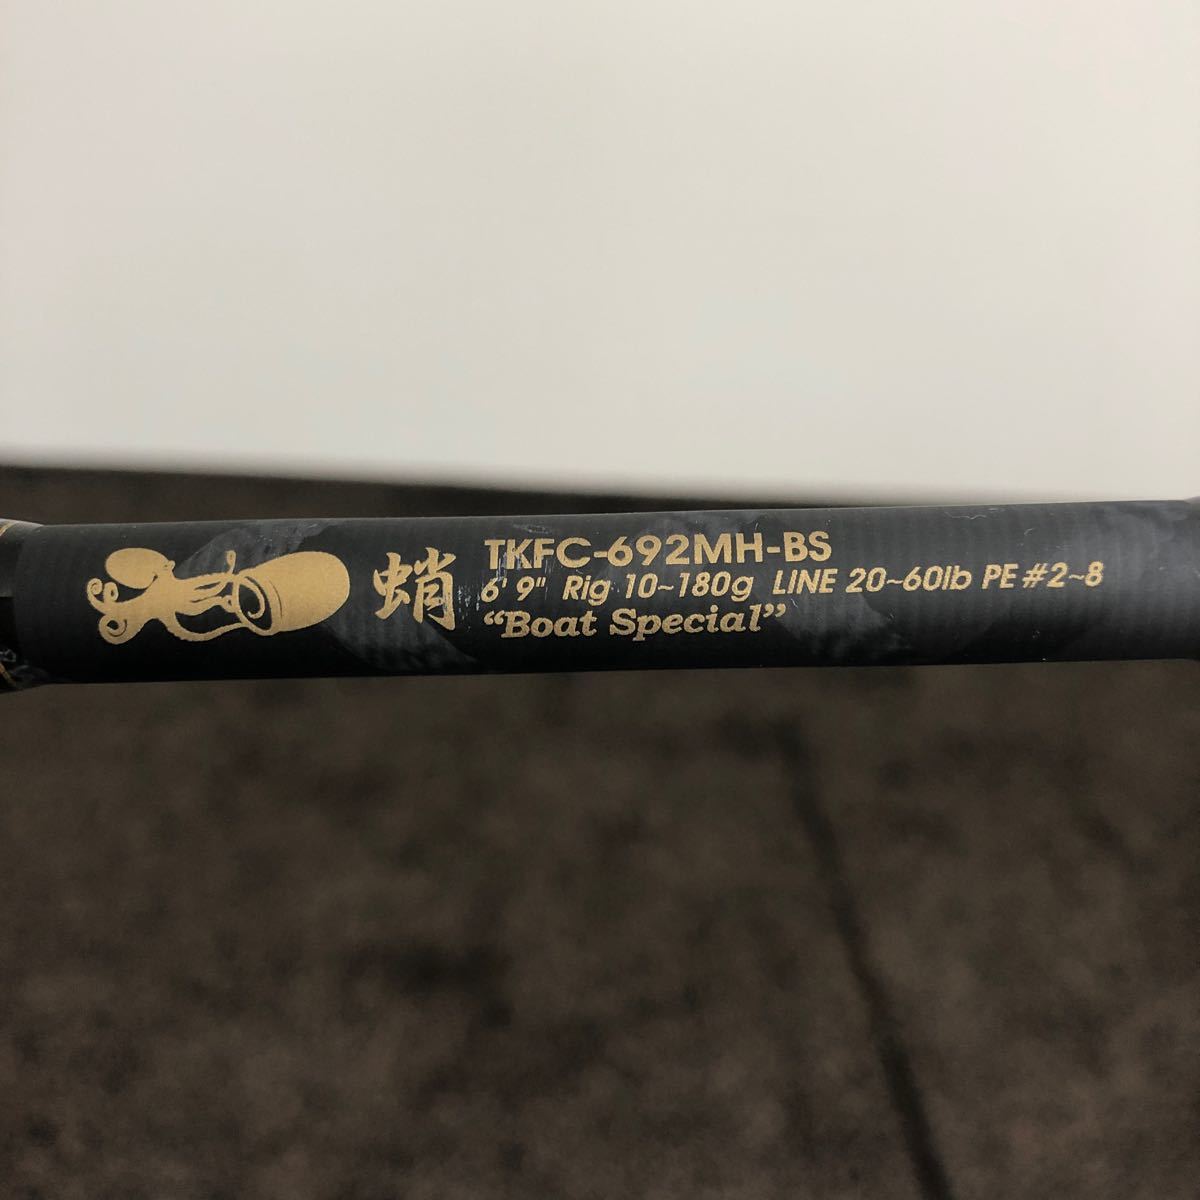 蛸
TKFC-692MH-BS
6' 9" Rig 10~180g LINE 20~60lb PE #2~8
“Boat Special”